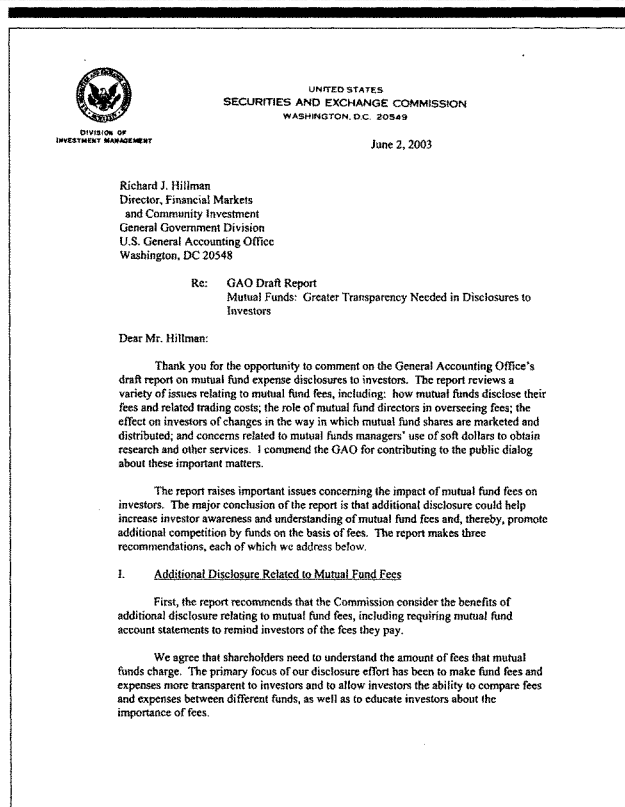 UNITED STATES
SECURITIES AND EXCHANGE COMMISSION
WASHINGTON, D.C. 20549
DIVISION OF
INVESTMENT MANAGEMENT
June 2, 2003
Richard J. Hillman
Director, Financial Markets
and Community Investment
General Government Division
U.S. General Accounting Office
Washington, DC 20548
Re: GAO Draft Report
Mutual Funds: Greater Transparency Needed in Disclosures to
Investors
Dear Mr. Hillman:
Thank you for the opportunity to comment on the General Accounting Office's
draft report on mutual fund expense disclosures to investors. The report reviews a
variety of issues relating to mutual fund fees, including: how mutual funds disclose their
fees and related trading costs; the role of mutual fund directors in overseeing fees; the
effect on investors of changes in the way in which mutual fund shares are marketed and
distributed; and concerns related to mutual funds managers' use of soft dollars to obtain
research and other services. I commend the GAO for contributing to the public dialog
about these important matters.
The report raises important issues concerning the impact of mutual fund fees on
investors. The major conclusion of the report is that additional disclosure could help
increase investor awareness and understanding of mutual fund fees and, thereby, promote
additional competition by funds on the basis of fees. The report makes three
recommendations, each of which we address below.
I. Additional Disclosure Related to Mutual Fund Fees
First, the report recommends that the Commission consider the benefits of
additional disclosure relating to mutual fund fees, including requiring mutual fund
account statements to remind investors of the fees they pay.
We agree that shareholders need to understand the amount of fees that mutual
funds charge. The primary focus of our disclosure effort has been to make fund fees and
expenses more transparent to investors and to allow investors the ability to compare fees
and expenses between different funds, as well as to educate investors about the
importance of fees.